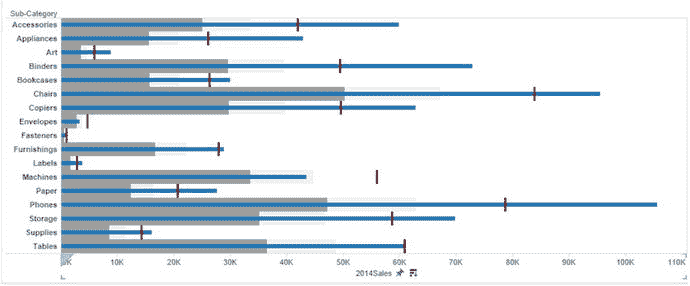 Sub-Category
Accessories
Appliances
Art
Binders
Bookcases
Chairs
Copiers
Envelopes
Fasteners
Furnishings
Labels
Machines
Paper
Phones
Storage
Supplies
Tables
10K 20K 30K 40K 50K 60K 70K 80K 90K 100K 110K
2014Sales